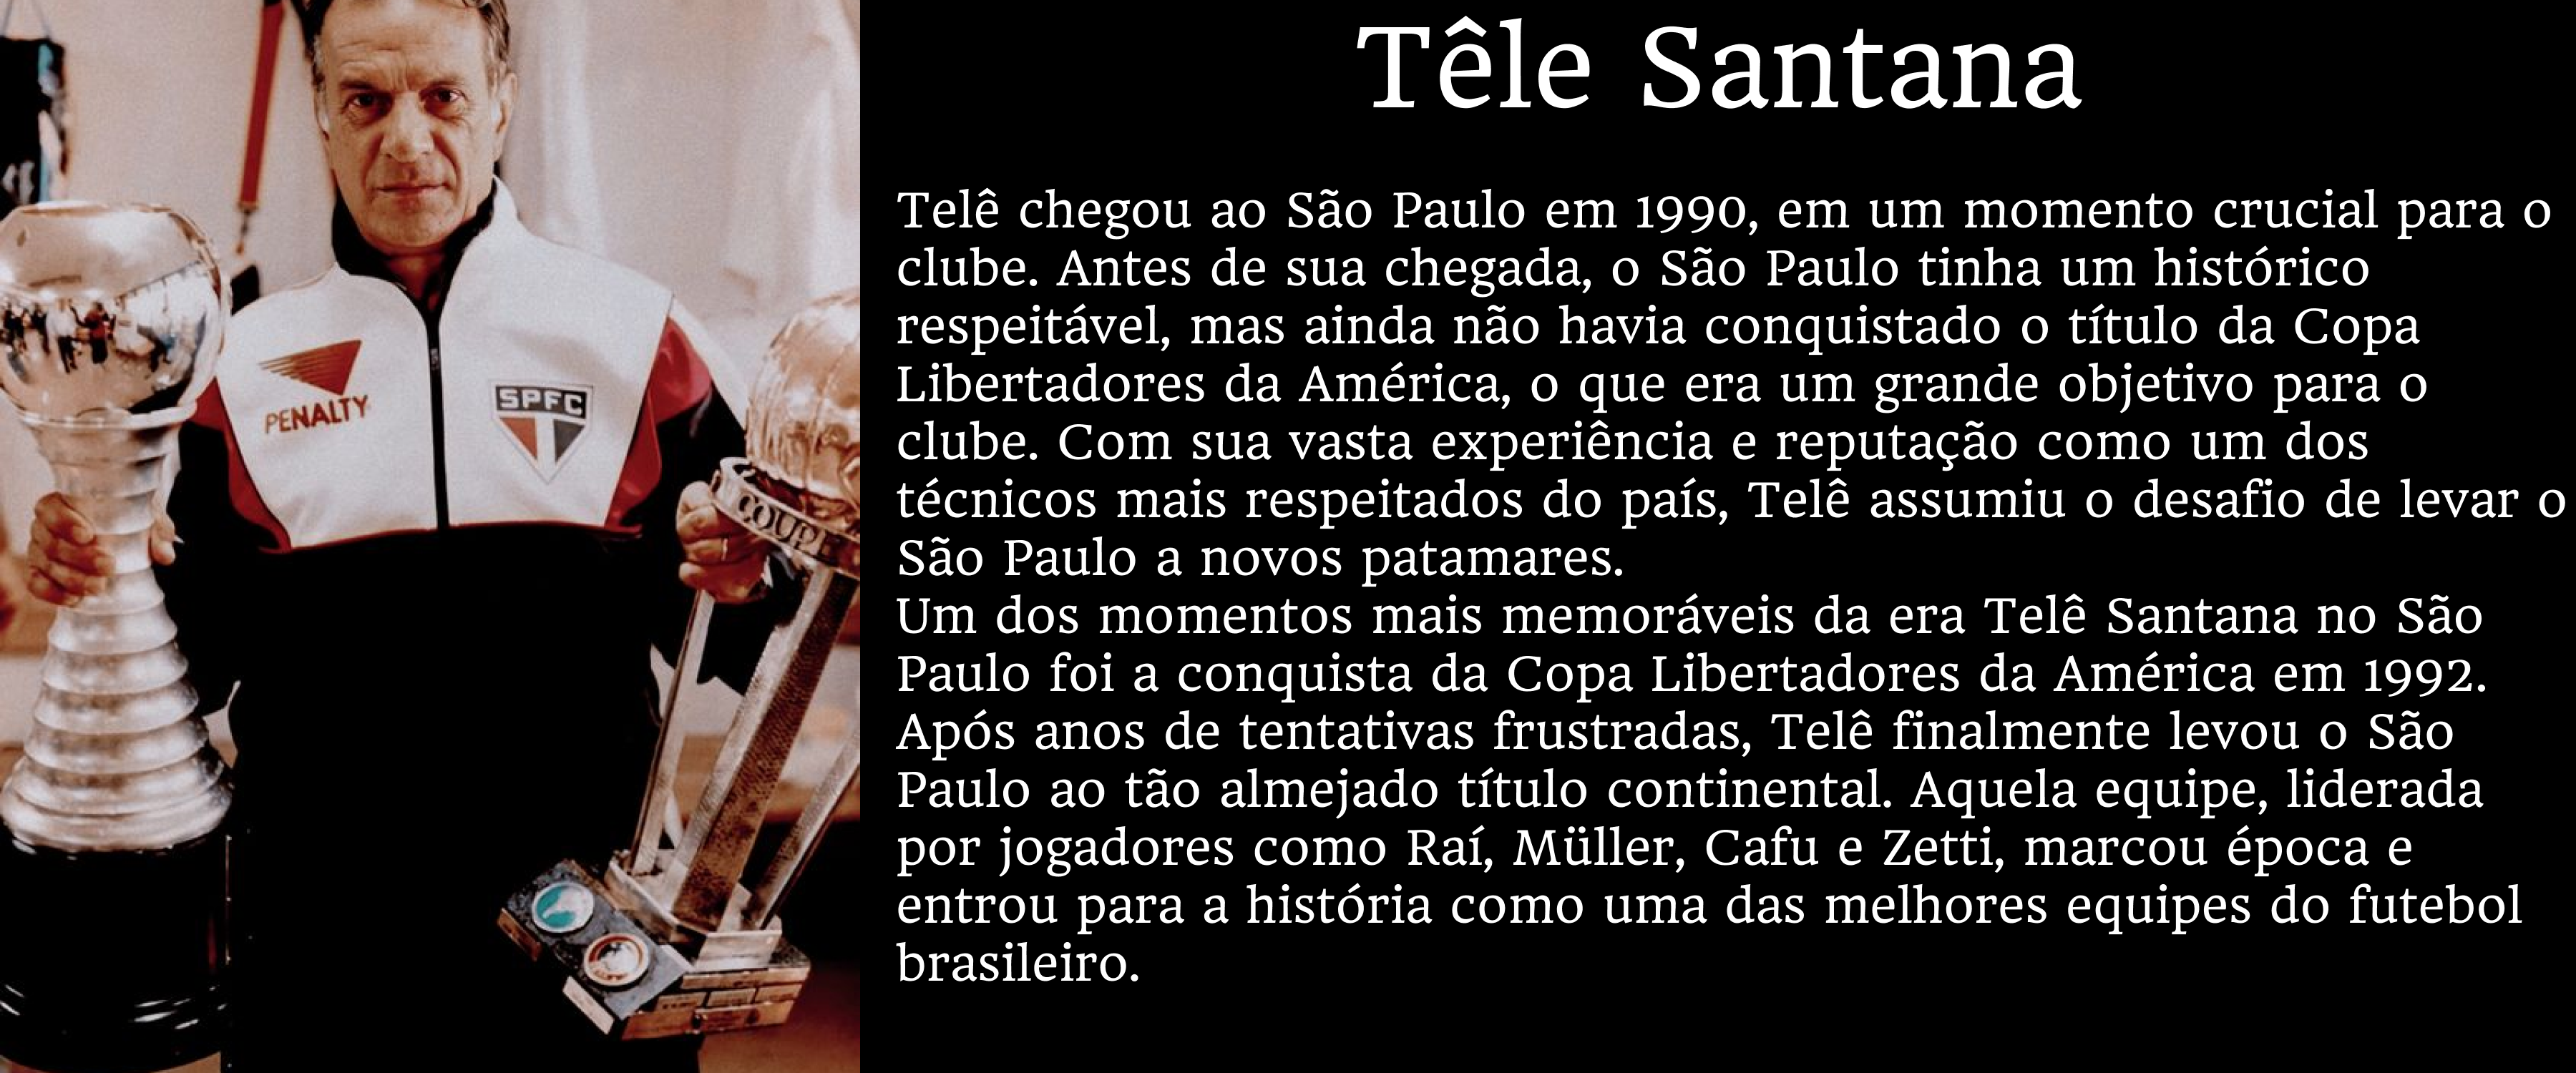 Têle Santana
Telê chegou ao São Paulo em 1990, em um momento crucial para o
clube. Antes de sua chegada, o São Paulo tinha um histórico
respeitável, mas ainda não havia conquistado o título da Copa
Libertadores da América, o que era um grande objetivo para o
clube. Com sua vasta experiência e reputação como um dos
técnicos mais respeitados do país, Telê assumiu o desafio de levar o
São Paulo a novos patamares.
Um dos momentos mais memoráveis da era Telê Santana no São
Paulo foi a conquista da Copa Libertadores da América em 1992.
Após anos de tentativas frustradas, Telê finalmente levou o São
Paulo ao tão almejado título continental. Aquela equipe, liderada
por jogadores como Raí, Müller, Cafu e Zetti, marcou época e
entrou para a história como uma das melhores equipes do futebol
brasileiro.
PENALTY
SPFC
COUPE